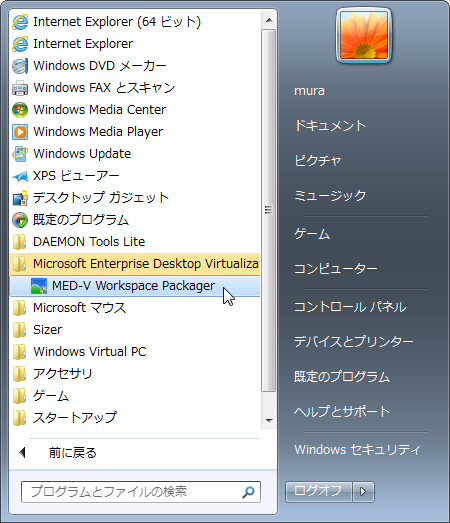 Internet Explorer (64 ビット)
Internet Explorer
Windows DVD メーカー
Windows FAX とスキャン
Windows Media Center
Windows Media Player
Windows Update
XPS ビューアー
デスクトップ ガジェット
既定のプログラム
DAEMON Tools Lite
Microsoft Enterprise Desktop Virtualiza
MED-V Workspace Packager
Microsoft マウス
Sizer
Windows Virtual PC
アクセサリ
ゲーム
スタートアップ
前に戻る
プログラムとファイルの検索
mura
ドキュメント
ピクチャ
ミュージック
ゲーム
コンピューター
コントロール パネル
デバイスとプリンター
既定のプログラム
ヘルプとサポート
Windows セキュリティ
ログオフ